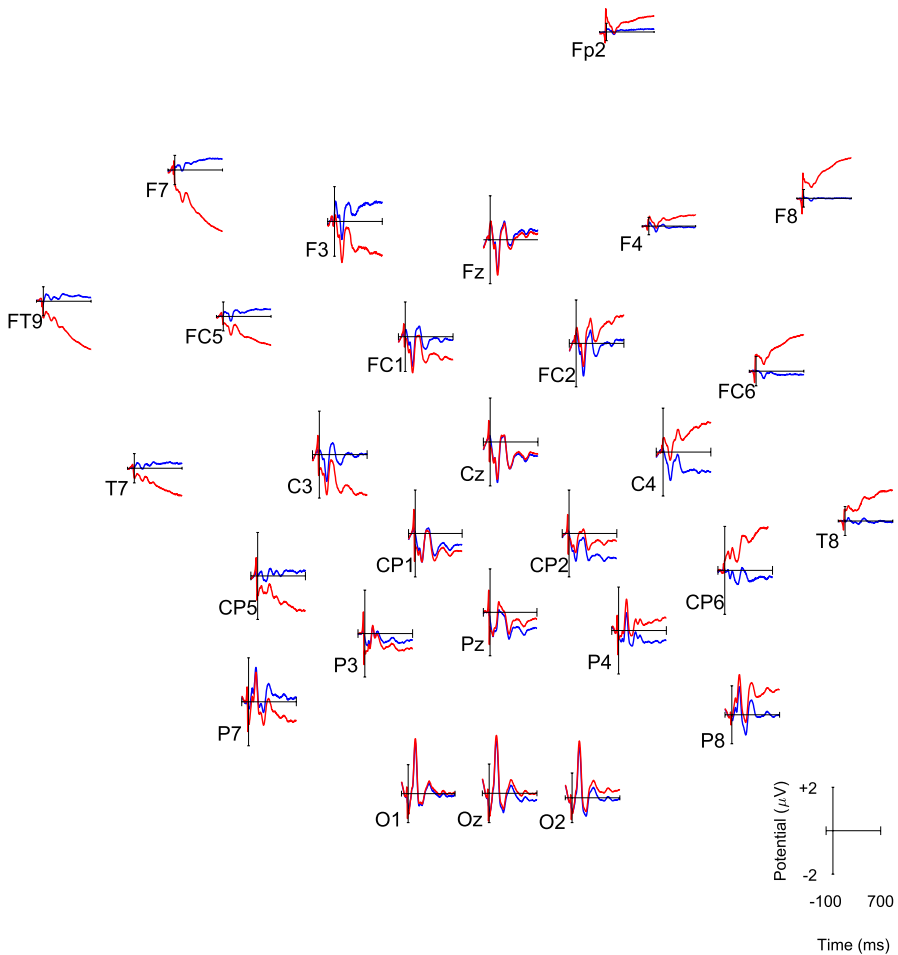 Fp2
F7
F3
Fz
F4
F8
FT9
FC5
FC1
FC2
FC6
T7
C3
Cz
C4
T8
CP5
CP1
CP2
CP6
P7
P3
Pz
P4
P8
O1
Oz
O2
Potential (μV)
+2
-2
-100
700
Time (ms)